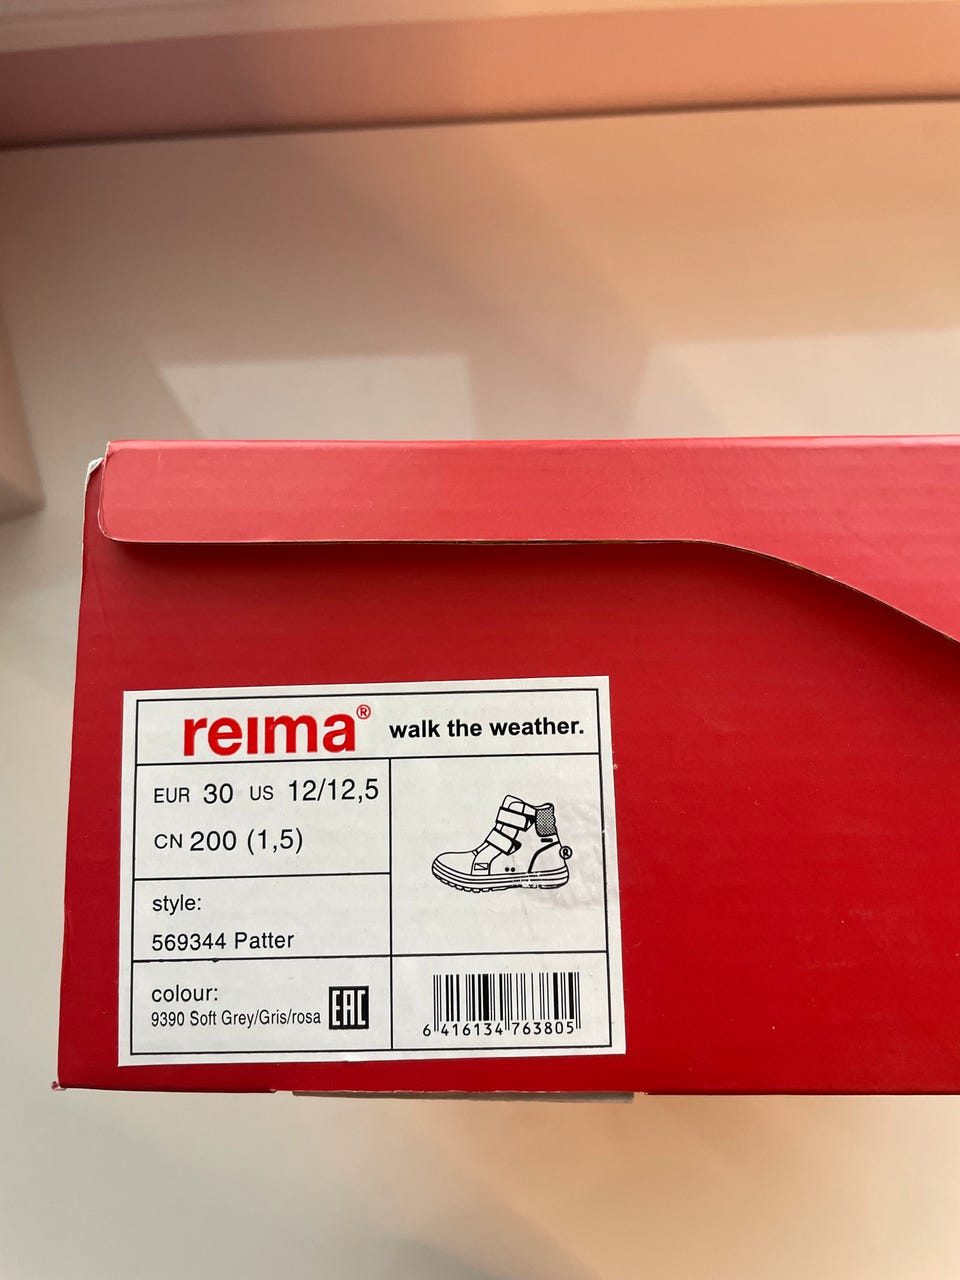 reima® walk the weather.
EUR 30 US 12/12,5
CN 200 (1,5)
style:
569344 Patter
colour:
9390 Soft Grey/Gris/rosa EAC
®
6 416134 763805